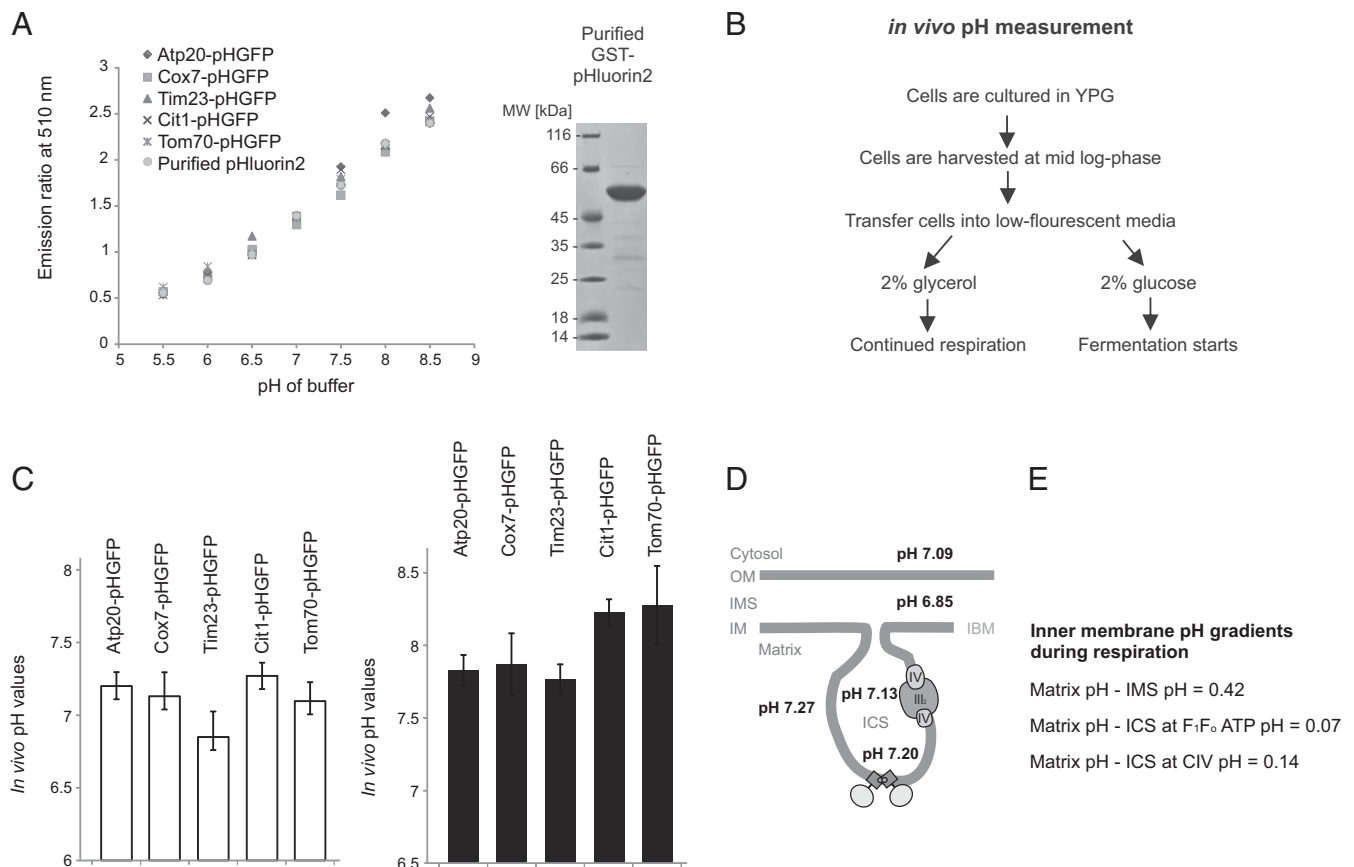 A
Atp20-pHGFP
Cox7-pHGFP
Tim23-pHGFP
Cit1-pHGFP
Tom70-pHGFP
Purified pHluorin2
Emission ratio at 510 nm
3
2.5
2
1.5
1
0.5
0
5
5.5
6
6.5
7
7.5
8
8.5
9
pH of buffer
Purified
GST-
pHluorin2
MW [kDa]
116
66
45
35
25
18
14
B
in vivo pH measurement
Cells are cultured in YPG
Cells are harvested at mid log-phase
Transfer cells into low-flourescent media
2% glycerol
2% glucose
Continued respiration
Fermentation starts
C
In vivo pH values
8
7.5
7
6.5
6
Atp20-pHGFP
Cox7-pHGFP
Tim23-pHGFP
Cit1-pHGFP
Tom70-pHGFP
In vivo pH values
8.5
8
7.5
7
6.5
Atp20-pHGFP
Cox7-pHGFP
Tim23-pHGFP
Cit1-pHGFP
Tom70-pHGFP
D
Cytosol
pH 7.09
OM
IMS
pH 6.85
IM
IBM
Matrix
IV
pH 7.27
pH 7.13
III₂
ICS
IV
pH 7.20
E
Inner membrane pH gradients
during respiration
Matrix pH - IMS pH = 0.42
Matrix pH - ICS at F₁Fₒ ATP pH = 0.07
Matrix pH - ICS at CIV pH = 0.14